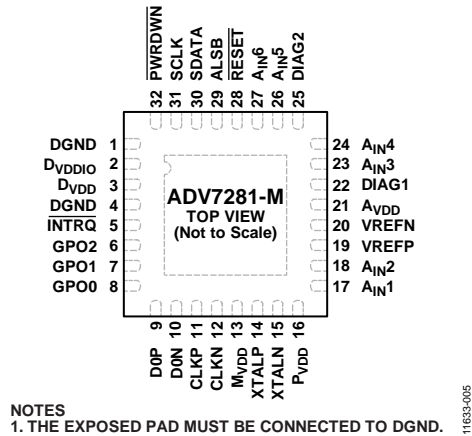 32 PWRDWN
31 SCLK
30 SDATA
29 ALSB
28 RESET
27 AIN6
26 AIN5
25 DIAG2
DGND 1
DVDDIO 2
DVDD 3
DGND 4
INTRQ 5
GPO2 6
GPO1 7
GPO0 8
ADV7281-M
TOP VIEW
(Not to Scale)
24 AIN4
23 AIN3
22 DIAG1
21 AVDD
20 VREFN
19 VREFP
18 AIN2
17 AIN1
D0P 9
D0N 10
CLKP 11
CLKN 12
MVDD 13
XTALP 14
XTALN 15
PVDD 16
NOTES
1. THE EXPOSED PAD MUST BE CONNECTED TO DGND.
11633-005